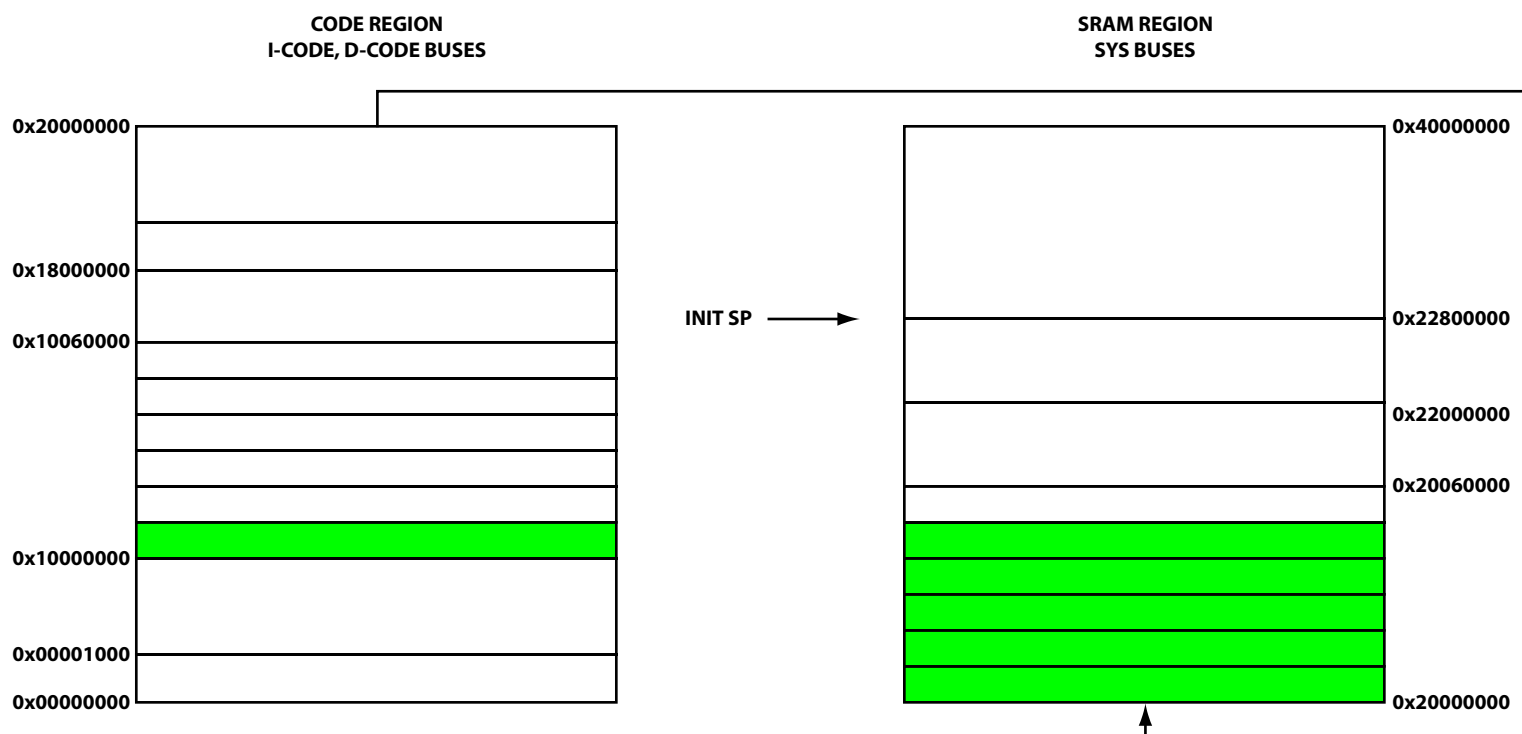 CODE REGION
I-CODE, D-CODE BUSES
SRAM REGION
SYS BUSES
0x20000000
0x18000000
0x10060000
0x10000000
0x00001000
0x00000000
INIT SP
0x40000000
0x22800000
0x22000000
0x20060000
0x20000000